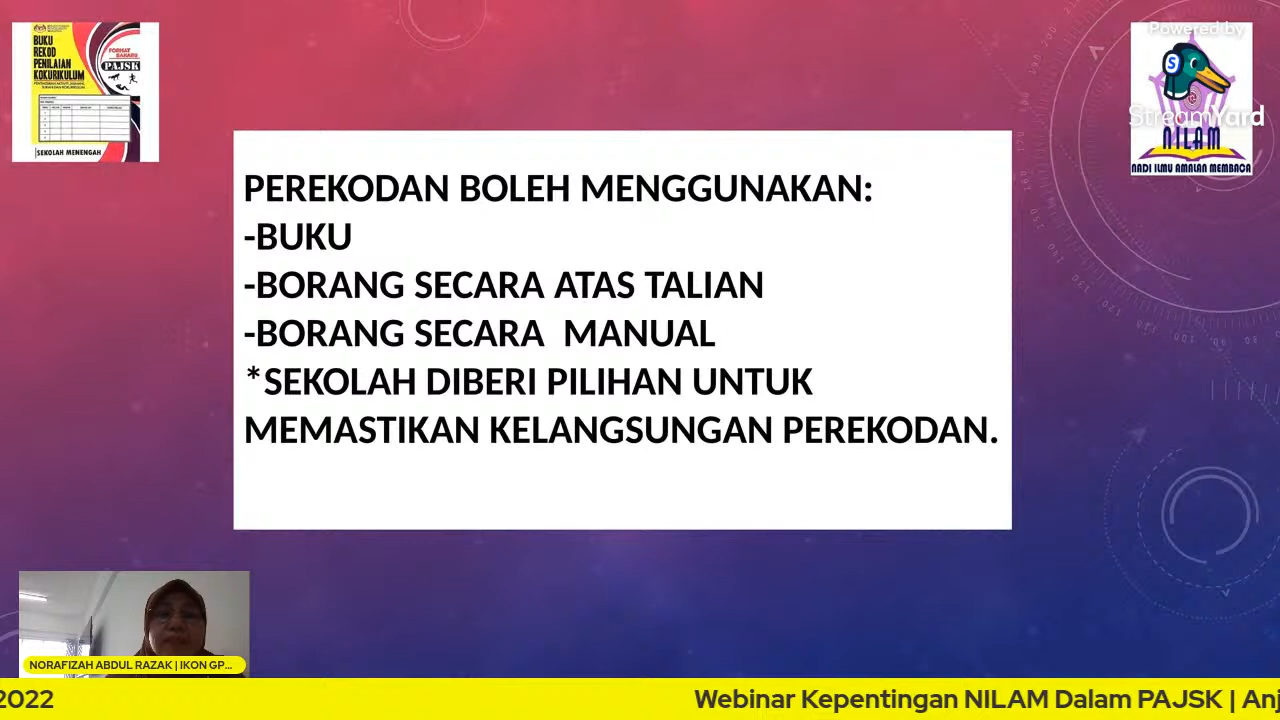 BUKU
REKOD
PENILAIAN
KOKURIKULUM
FORMAT
BAHARU
PAJSK
SEKOLAH MENENGAH
Powered by
StreamYard
NILAM
NADI ILMU AMALAN MEMBACA
PEREKODAN BOLEH MENGGUNAKAN:
-BUKU
-BORANG SECARA ATAS TALIAN
-BORANG SECARA  MANUAL
*SEKOLAH DIBERI PILIHAN UNTUK
MEMASTIKAN KELANGSUNGAN PEREKODAN.
NORAFIZAH ABDUL RAZAK | IKON GP...
2022
Webinar Kepentingan NILAM Dalam PAJSK | Anj